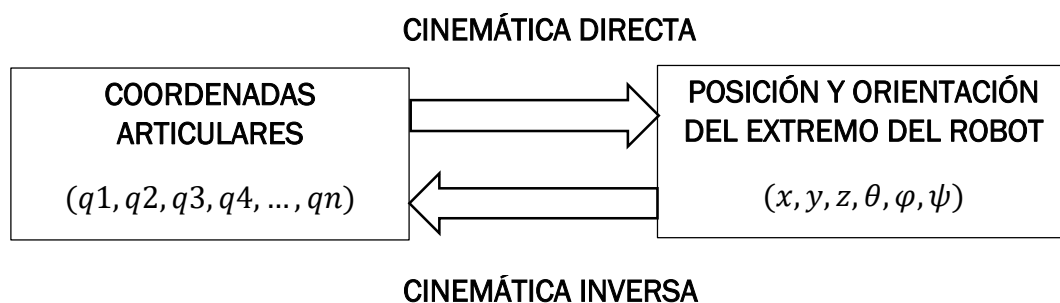 CINEMÁTICA DIRECTA
COORDENADAS
ARTICULARES
(q1, q2, q3, q4, …, qn)
POSICIÓN Y ORIENTACIÓN
DEL EXTREMO DEL ROBOT
(x, y, z, θ, φ, ψ)
CINEMÁTICA INVERSA